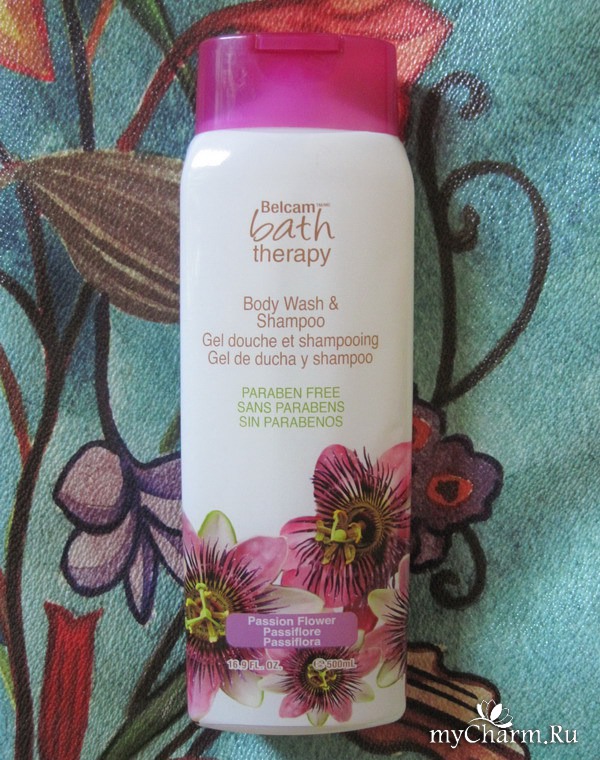 Belcam
bath
therapy
Body Wash &
Shampoo
Gel douche et shampooing
Gel de ducha y shampoo
PARABEN FREE
SANS PARABENS
SIN PARABENOS
Passion Flower
Passiflore
Passiflora
16.9 FL. OZ. ℮500mL
myCharm.Ru